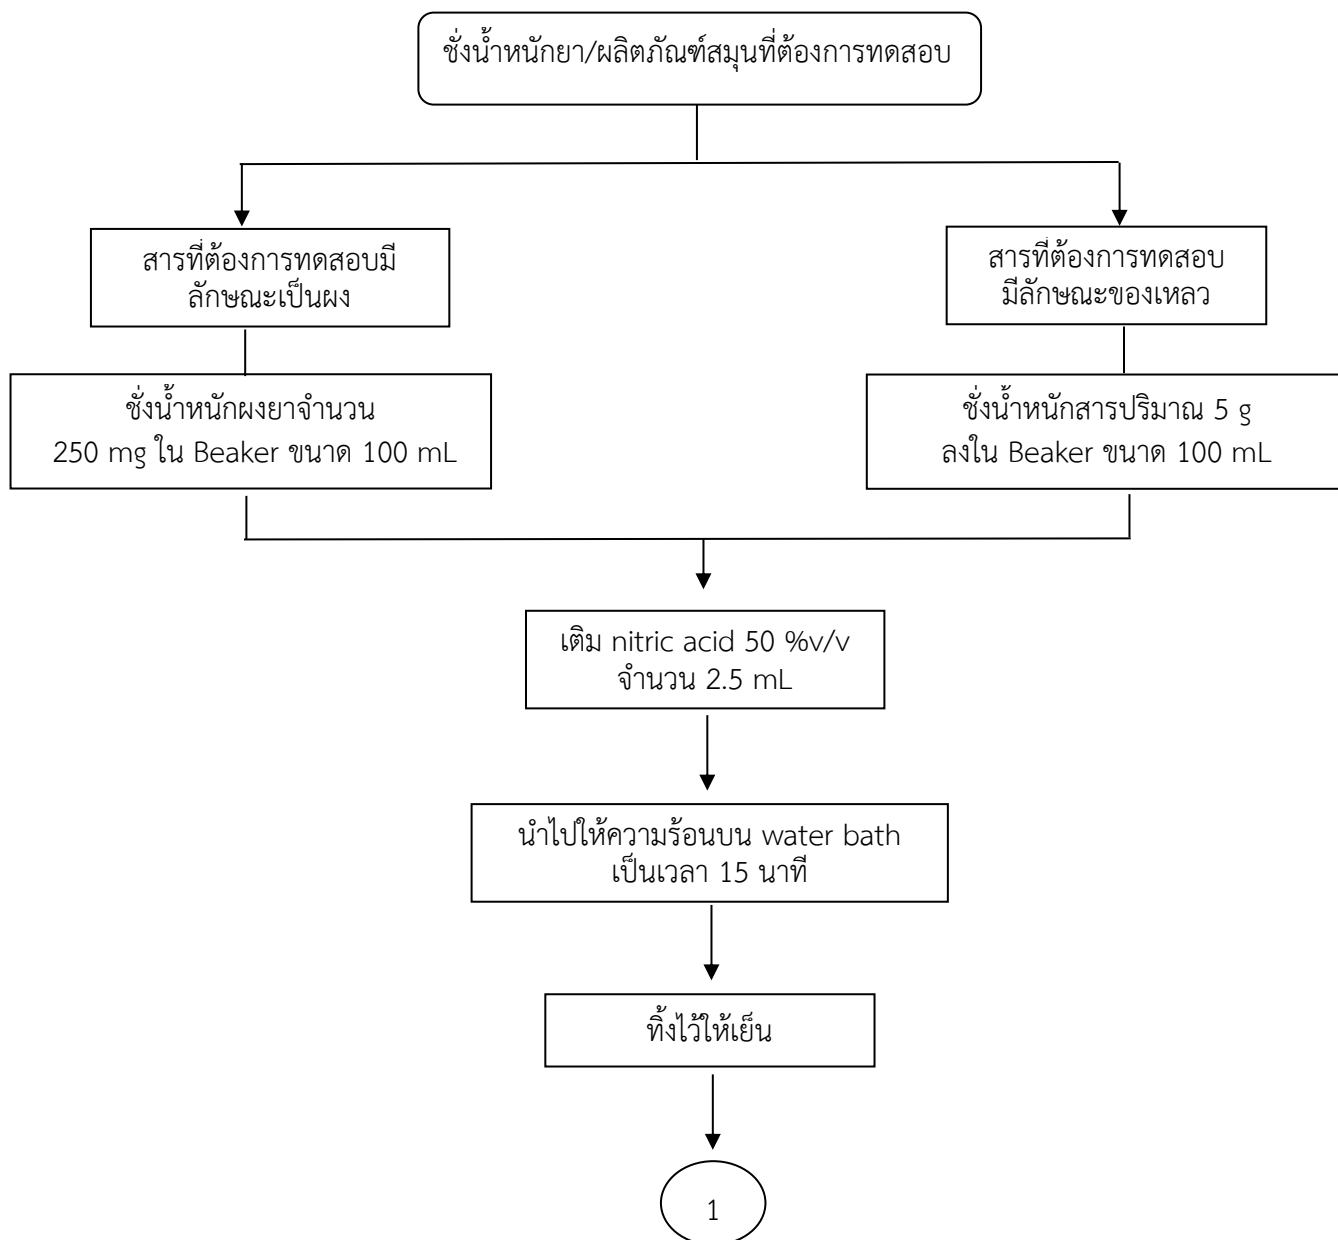 ชั่งน้ำหนักยา/ผลิตภัณฑ์สมุนที่ต้องการทดสอบ
สารที่ต้องการทดสอบมี
ลักษณะเป็นผง
สารที่ต้องการทดสอบ
มีลักษณะของเหลว
ชั่งน้ำหนักผงยาจำนวน
250 mg ใน Beaker ขนาด 100 mL
ชั่งน้ำหนักสารปริมาณ 5 g
ลงใน Beaker ขนาด 100 mL
เติม nitric acid 50 %v/v
จำนวน 2.5 mL
นำไปให้ความร้อนบน water bath
เป็นเวลา 15 นาที
ทิ้งไว้ให้เย็น
1